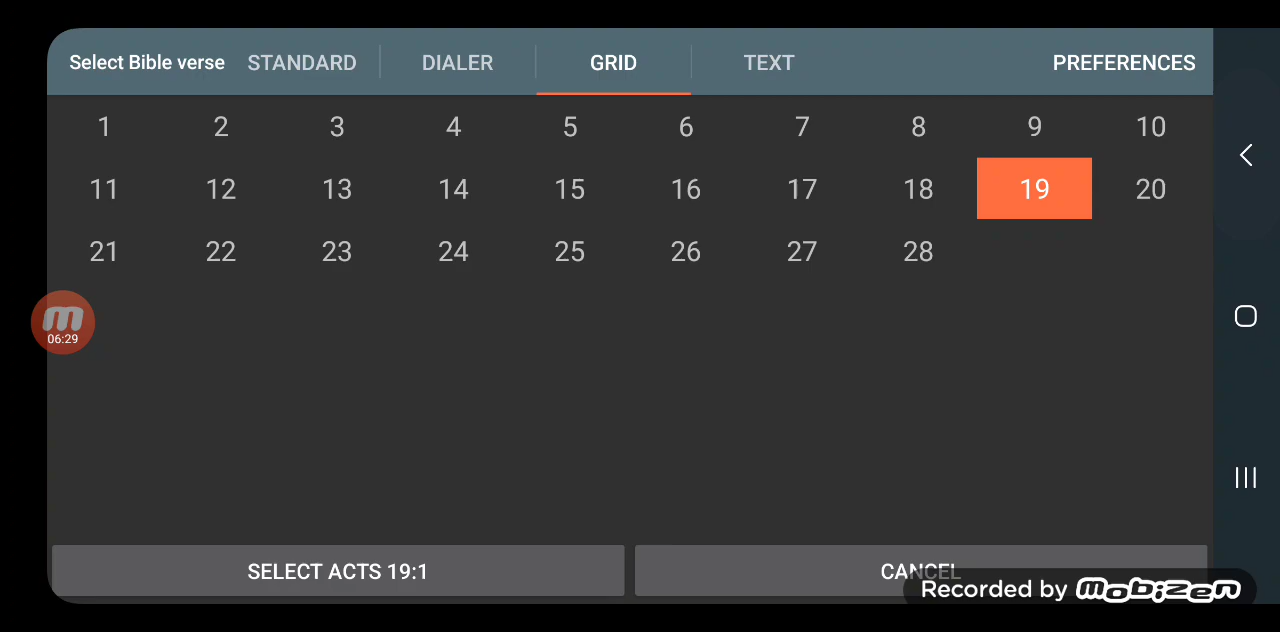 Select Bible verse STANDARD DIALER GRID TEXT PREFERENCES
1 2 3 4 5 6 7 8 9 10
11 12 13 14 15 16 17 18 19 20
21 22 23 24 25 26 27 28
m
06:29
SELECT ACTS 19:1 CANCEL
Recorded by mobizen